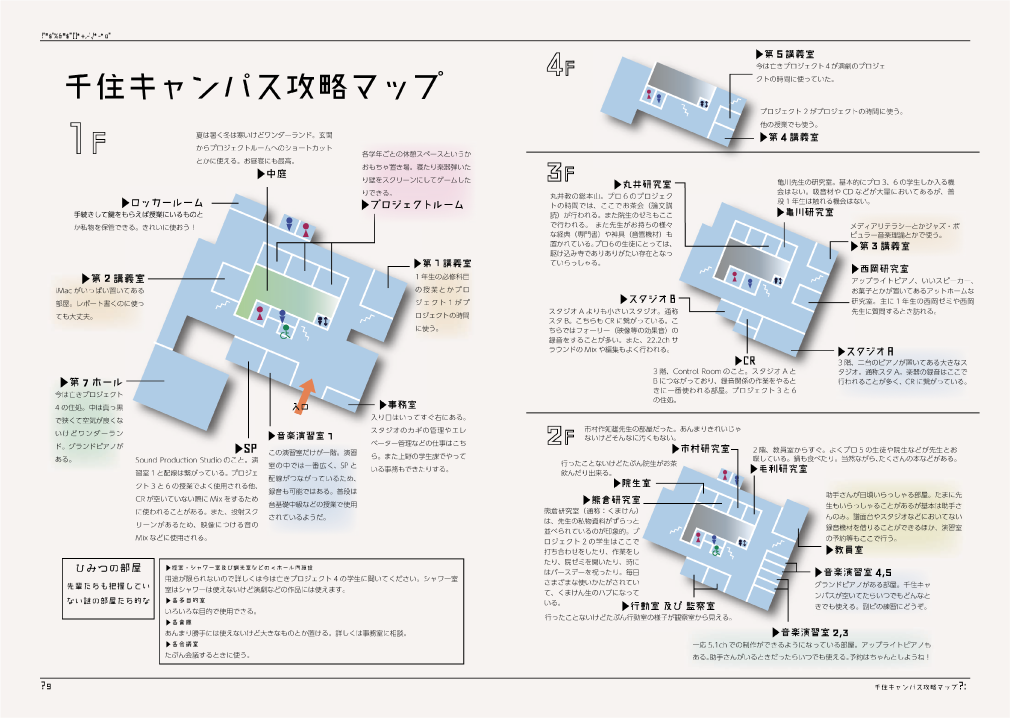 千住キャンパス攻略マップ
1F
夏は暑く冬は寒いけどワンダーランド。玄関
からプロジェクトルームへのショートカット
とかに使える。お昼寝にも最高。
▶中庭
各学年ごとの休憩スペースというか
おもちゃ置き場。寝たり楽器弾いた
り壁をスクリーンにしてゲームした
りできる。
▶プロジェクトルーム
▶ロッカールーム
手続きして鍵をもらえば授業にいるものと
か私物を保管できる。きれいに使おう！
▶第1講義室
1年生の必修科目
の授業とかプロ
ジェクト1がプ
ロジェクトの時間
に使う。
▶第2講義室
iMacがいっぱい置いてある
部屋。レポート書くのに使っ
ても大丈夫。
▶第7ホール
今は亡きプロジェクト
4の住処。中は真っ黒
で狭くて空気が良くな
いけどワンダーラン
ド。グランドピアノが
ある。
入口
▶事務室
入り口はいってすぐ右にある。
スタジオのカギの管理やエレ
ベーター管理などの仕事はこち
ら。また上野の学生課でやって
いる事務もできたりする。
▶SP
Sound Production Studioのこと。演
習室1と配線は繋がっている。プロジェ
クト3と6の授業でよく使用される他、
CRが空いていない際にMixをするため
に使われることがある。また、投射スク
リーンがあるため、映像につける音の
Mixなどに使用される。
▶音楽演習室1
この演習室だけが一階。演習
室の中では一番広く、SPと
配線がつながっているため、
録音も可能ではある。普段は
音基礎中級などの授業で使用
されているようだ。
ひみつの部屋
先輩たちも把握してい
ない謎の部屋たち的な
用途が限られないので詳しくは今は亡きプロジェクト4の学生に聞いてください。シャワー室
室はシャワーは使えないけど演劇などの作品には使えます。
▶各多目的室
いろいろな目的で使用できる。
▶各倉庫
あんまり勝手には使えないけど大きなものとか置ける。詳しくは事務室に相談。
▶各会議室
たぶん会議するときに使う。
4F
▶第5講義室
今は亡きプロジェクト4が演劇のプロジェ
クトの時間に使っていた。
プロジェクト2がプロジェクトの時間に使う。
他の授業でも使う。
▶第4講義室
3F
▶丸井研究室
丸井教の総本山。プロ6のプロジェク
トの時間では、ここでお茶会（論文講
読）が行われる。また院生のゼミもここ
で行われる。また先生がお持ちの様々
な経典（専門書）や神具（音響機材）も
置かれている。プロ6の生徒にとっては、
駆け込み寺でありありがたい存在となっ
ていらっしゃる。
亀川先生の研究室。基本的にプロ3、6の学生しか入る機
会はない。吸音材やCDなどが大量においてあるが、普
段1年生は触れる機会はない。
▶亀川研究室
メディアリテラシーとかジャズ・ポ
ピュラー音楽理論とかで使う。
▶第3講義室
▶西岡研究室
アップライトピアノ、いいスピーカー、
お菓子とかが置いてあるアットホームな
研究室。主に1年生の西岡ゼミや西岡
先生に質問するとき訪れる。
▶スタジオB
スタジオAよりも小さいスタジオ。通称
スタB。こちらもCRに繋がっている。こ
ちらではフォーリー（映像等の効果音）の
録音をすることが多い。また、22.2chサ
ラウンドのMixや編集もよく行われる。
▶CR
3階、Control Roomのこと。スタジオAと
Bにつながっており、録音関係の作業をやると
きに一番使われる部屋。プロジェクト3と6
の住処。
▶スタジオA
3階、二台のピアノが置いてある大きなス
タジオ。通称スタA。楽器の録音はここで
行われることが多く、CRに繋がっている。
2F
市村作知雄先生の部屋だった。あんまりきれいじゃ
ないけどそんなに汚くもない。
▶市村研究室
2階、教員室からすぐ。よくプロ5の生徒や院生などが先生とお
話している。鍋も食べたり。当然ながら、たくさんの本などがある。
▶毛利研究室
行ったことないけどたぶん院生がお茶
飲んだり出来る。
▶院生室
▶熊倉研究室
熊倉研究室（通称：くまけん）
は、先生の私物資料がずらっと
並べられているのが印象的。プ
ロジェクト2の学生はここで
打ち合わせをしたり、作業をし
たり、院ゼミを開いたり、時に
はバースデーを祝ったり。毎日
さまざまな使いかたがされてい
て、くまけん生のハブになって
いる。
助手さんが日頃いらっしゃる部屋。たまに先
生もいらっしゃることがあるが基本は助手さ
んのみ。譜面台やスタジオなどにおいてない
録音機材を借りることができるほか、演習室
の予約等もここで行う。
▶教員室
▶音楽演習室4,5
グランドピアノがある部屋。千住キャ
ンパスが空いてたらいつでもどんなと
きでも使える。副ピの練習にどうぞ。
▶行動室 及び 監察室
行ったことないけどたぶん行動室の様子が観察室から見える。
▶音楽演習室2,3
一応5.1chでの制作ができるようになっている部屋。アップライトピアノも
ある。助手さんがいるときだったらいつでも使える。予約はちゃんとしようね！
千住キャンパス攻略マップ